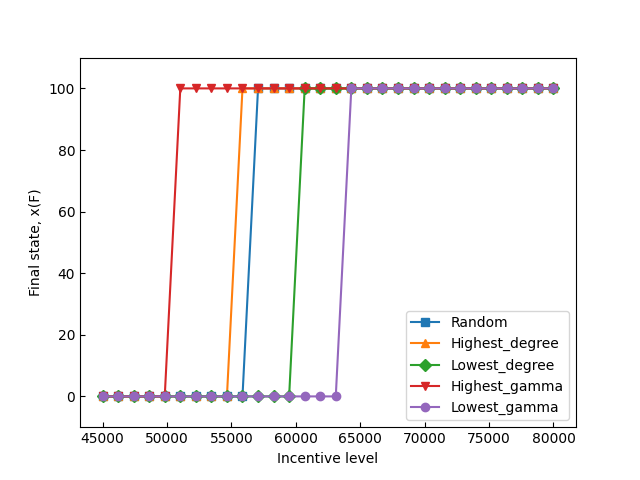 100
80
60
40
20
0
Final state, x(F)
45000 50000 55000 60000 65000 70000 75000 80000
Incentive level
Random
Highest_degree
Lowest_degree
Highest_gamma
Lowest_gamma